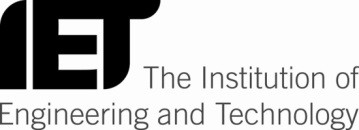 IET The Institution of
Engineering and Technology